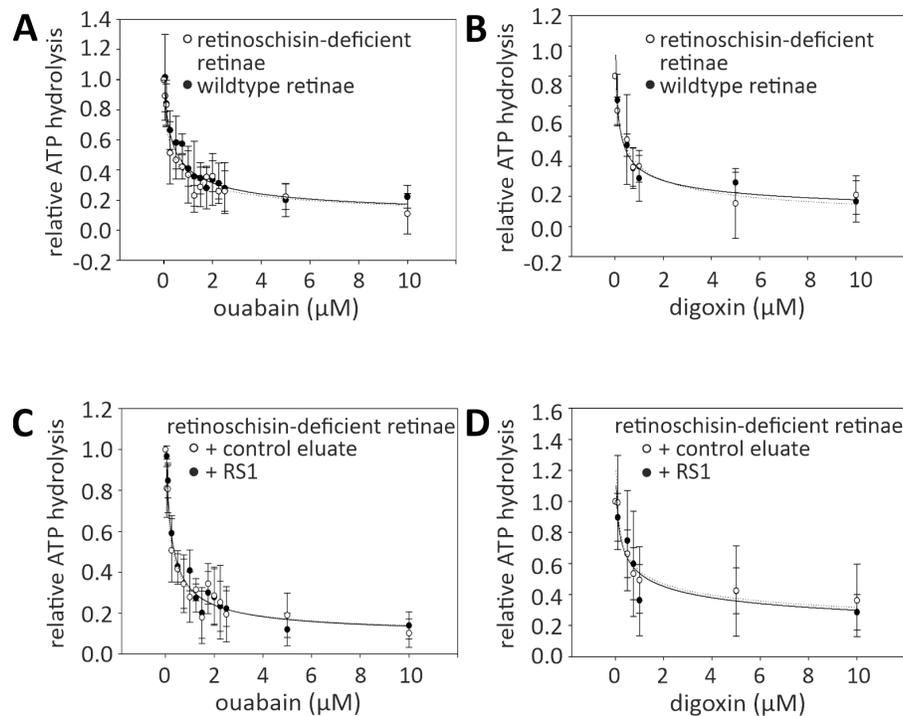 A
○ retinoschisin-deficient
retinae
● wildtype retinae
relative ATP hydrolysis
1.4
1.2
1.0
0.8
0.6
0.4
0.2
0.0
-0.2
0 2 4 6 8 10
ouabain (μM)
B
○ retinoschisin-deficient
retinae
● wildtype retinae
relative ATP hydrolysis
1.2
1.0
0.8
0.6
0.4
0.2
0.0
-0.2
0 2 4 6 8 10
digoxin (μM)
C
retinoschisin-deficient retinae
○ + control eluate
● + RS1
relative ATP hydrolysis
1.2
1.0
0.8
0.6
0.4
0.2
0.0
0 2 4 6 8 10
ouabain (μM)
D
retinoschisin-deficient retinae
○ + control eluate
● + RS1
relative ATP hydrolysis
1.6
1.4
1.2
1.0
0.8
0.6
0.4
0.2
0.0
0 2 4 6 8 10
digoxin (μM)